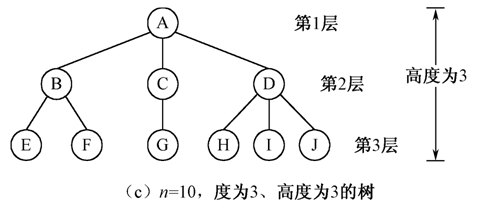 A 第1层
B C D 第2层 高度为3
E F G H I J 第3层
（c）n=10，度为3、高度为3的树